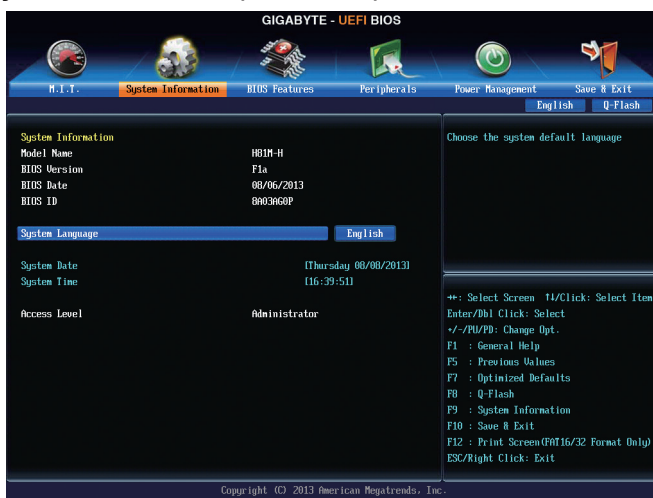 GIGABYTE - UEFI BIOS
M.I.T.
System Information
BIOS Features
Peripherals
Power Management
Save & Exit
English
Q-Flash
System Information
Model Name H81M-H
BIOS Version F1a
BIOS Date 08/06/2013
BIOS ID 8A03AG0P
System Language English
System Date [Thursday 08/08/2013]
System Time [16:39:51]
Access Level Administrator
Choose the system default language
→←: Select Screen ↑↓/Click: Select Item
Enter/Dbl Click: Select
+/-/PU/PD: Change Opt.
F1 : General Help
F5 : Previous Values
F7 : Optimized Defaults
F8 : Q-Flash
F9 : System Information
F10 : Save & Exit
F12 : Print Screen(FAT16/32 Format Only)
ESC/Right Click: Exit
Copyright (C) 2013 American Megatrends, Inc.